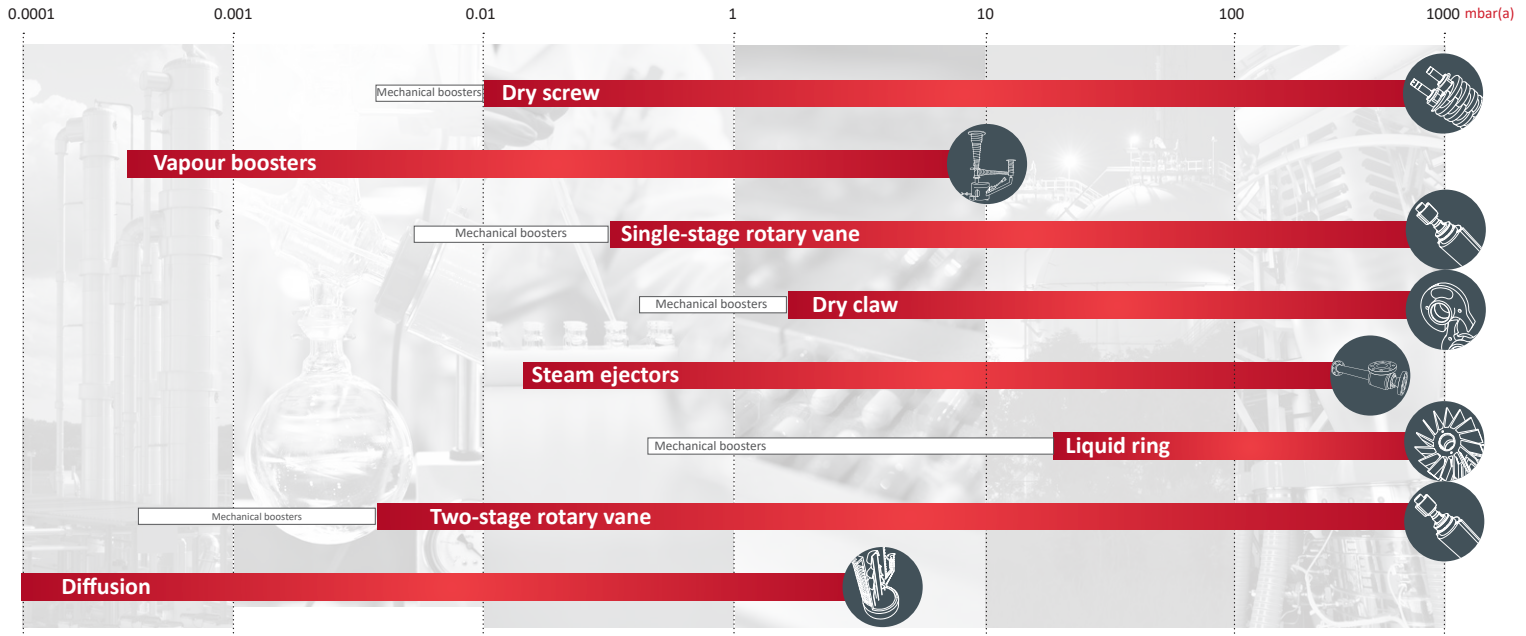 0.0001 0.001 0.01 1 10 100 1000 mbar(a)
Mechanical boosters Dry screw
Vapour boosters
Mechanical boosters Single-stage rotary vane
Mechanical boosters Dry claw
Steam ejectors
Mechanical boosters Liquid ring
Mechanical boosters Two-stage rotary vane
Diffusion